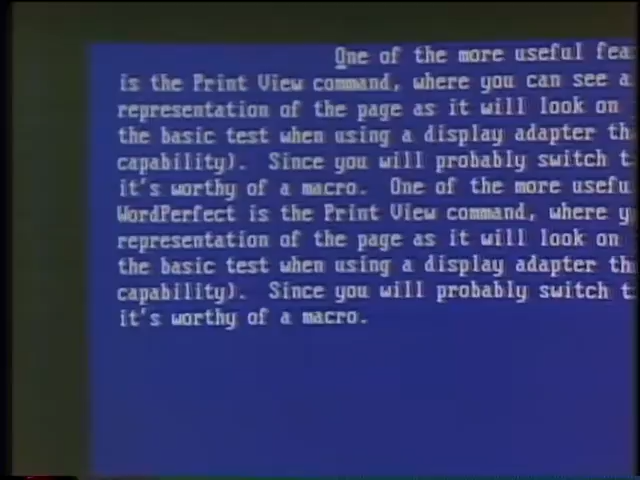 One of the more useful fea
is the Print View command, where you can see a
representation of the page as it will look on
the basic test when using a display adapter th
capability).  Since you will probably switch t
it's worthy of a macro.  One of the more usefu
WordPerfect is the Print View command, where y
representation of the page as it will look on
the basic test when using a display adapter th
capability).  Since you will probably switch t
it's worthy of a macro.